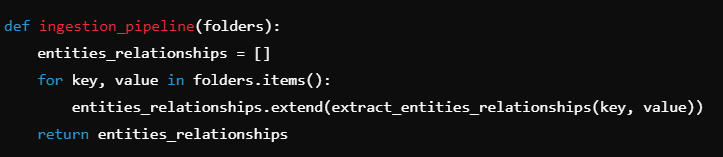 def ingestion_pipeline(folders):
    entities_relationships = []
    for key, value in folders.items():
        entities_relationships.extend(extract_entities_relationships(key, value))
    return entities_relationships